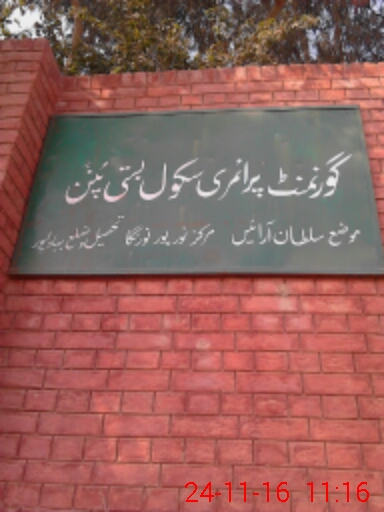 گورنمنٹ پرائمری سکول بستی پنن
موضع سلطان آرائیں مرکز نور پور نورنگا تحصیل و ضلع بہاولپور
24-11-16 11:16